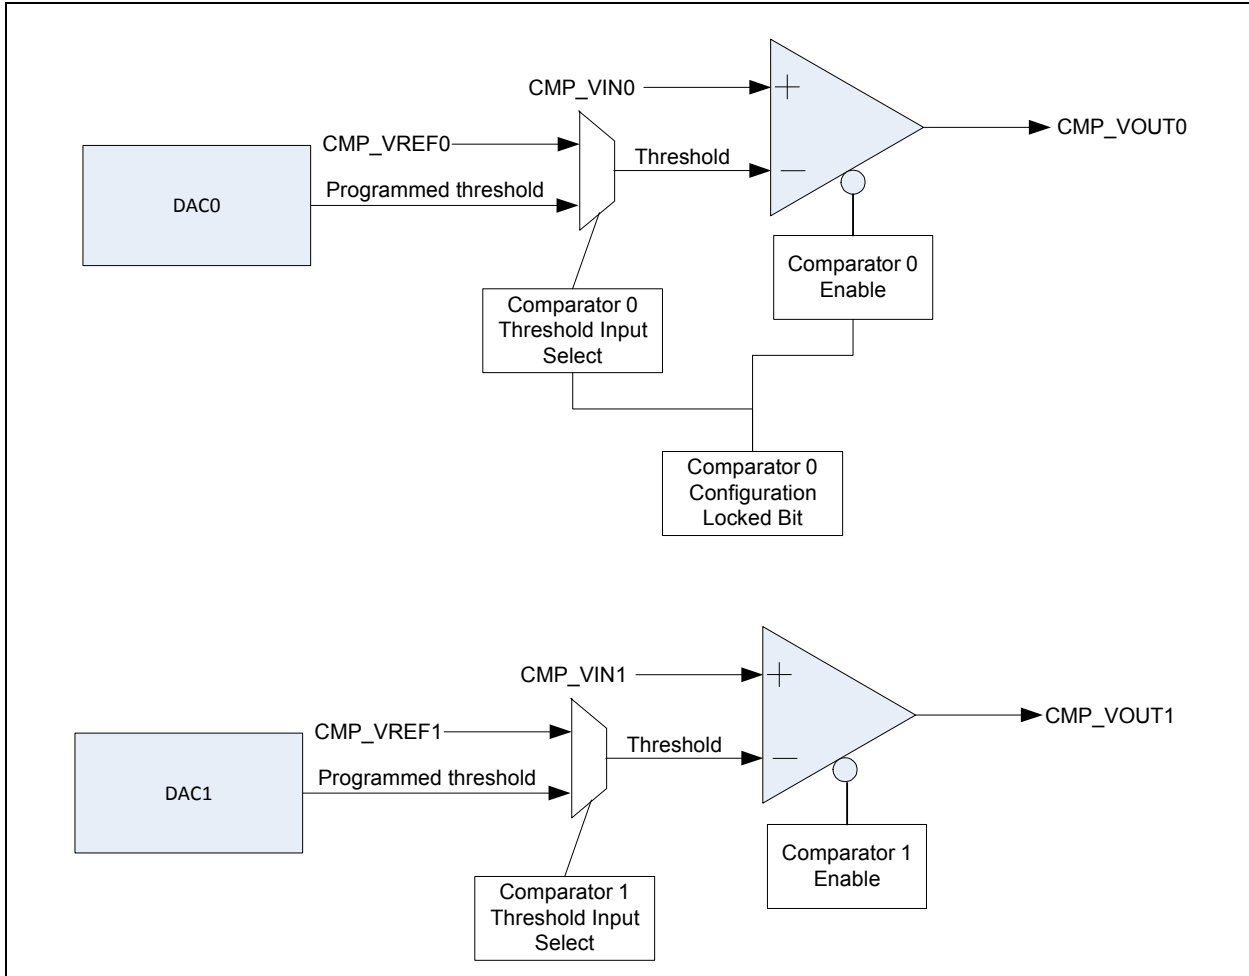 CMP_VIN0
CMP_VREF0
Programmed threshold
DAC0
Threshold
CMP_VOUT0
Comparator 0
Threshold Input
Select
Comparator 0
Enable
Comparator 0
Configuration
Locked Bit
CMP_VIN1
CMP_VREF1
Programmed threshold
DAC1
Threshold
CMP_VOUT1
Comparator 1
Threshold Input
Select
Comparator 1
Enable